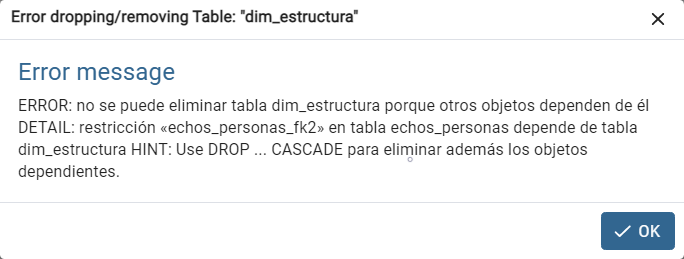 Error dropping/removing Table: "dim_estructura"
Error message
ERROR: no se puede eliminar tabla dim_estructura porque otros objetos dependen de él
DETAIL: restricción «echos_personas_fk2» en tabla echos_personas depende de tabla
dim_estructura HINT: Use DROP ... CASCADE para eliminar además los objetos
dependientes.
OK